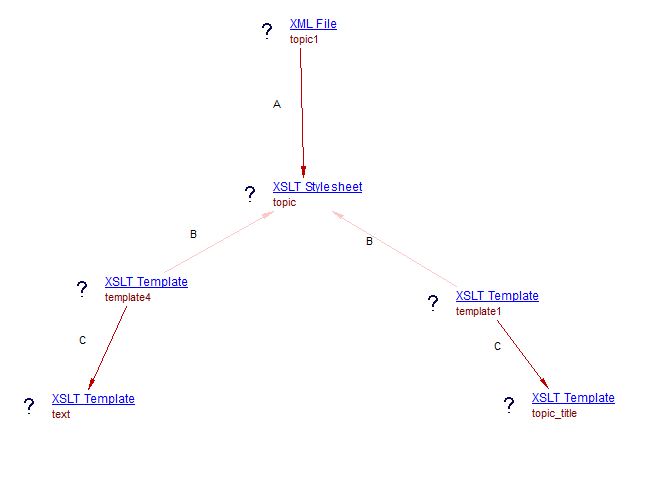 ?
XML File
topic1
A
?
XSLT Stylesheet
topic
B
B
?
XSLT Template
template4
?
XSLT Template
template1
C
C
?
XSLT Template
text
?
XSLT Template
topic_title